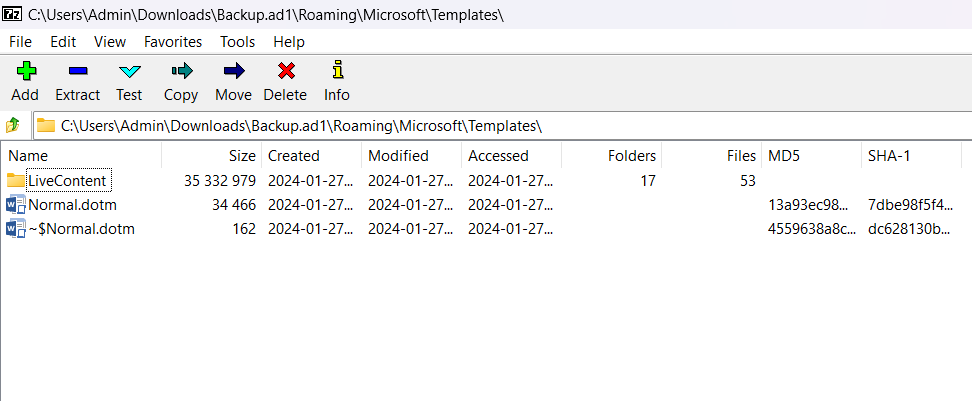 7z C:\Users\Admin\Downloads\Backup.ad1\Roaming\Microsoft\Templates\
File Edit View Favorites Tools Help
Add Extract Test Copy Move Delete Info
C:\Users\Admin\Downloads\Backup.ad1\Roaming\Microsoft\Templates\
Name Size Created Modified Accessed Folders Files MD5 SHA-1
LiveContent 35 332 979 2024-01-27... 2024-01-27... 2024-01-27... 17 53
Normal.dotm 34 466 2024-01-27... 2024-01-27... 2024-01-27... 13a93ec98... 7dbe98f5f4...
~$Normal.dotm 162 2024-01-27... 2024-01-27... 2024-01-27... 4559638a8c... dc628130b...